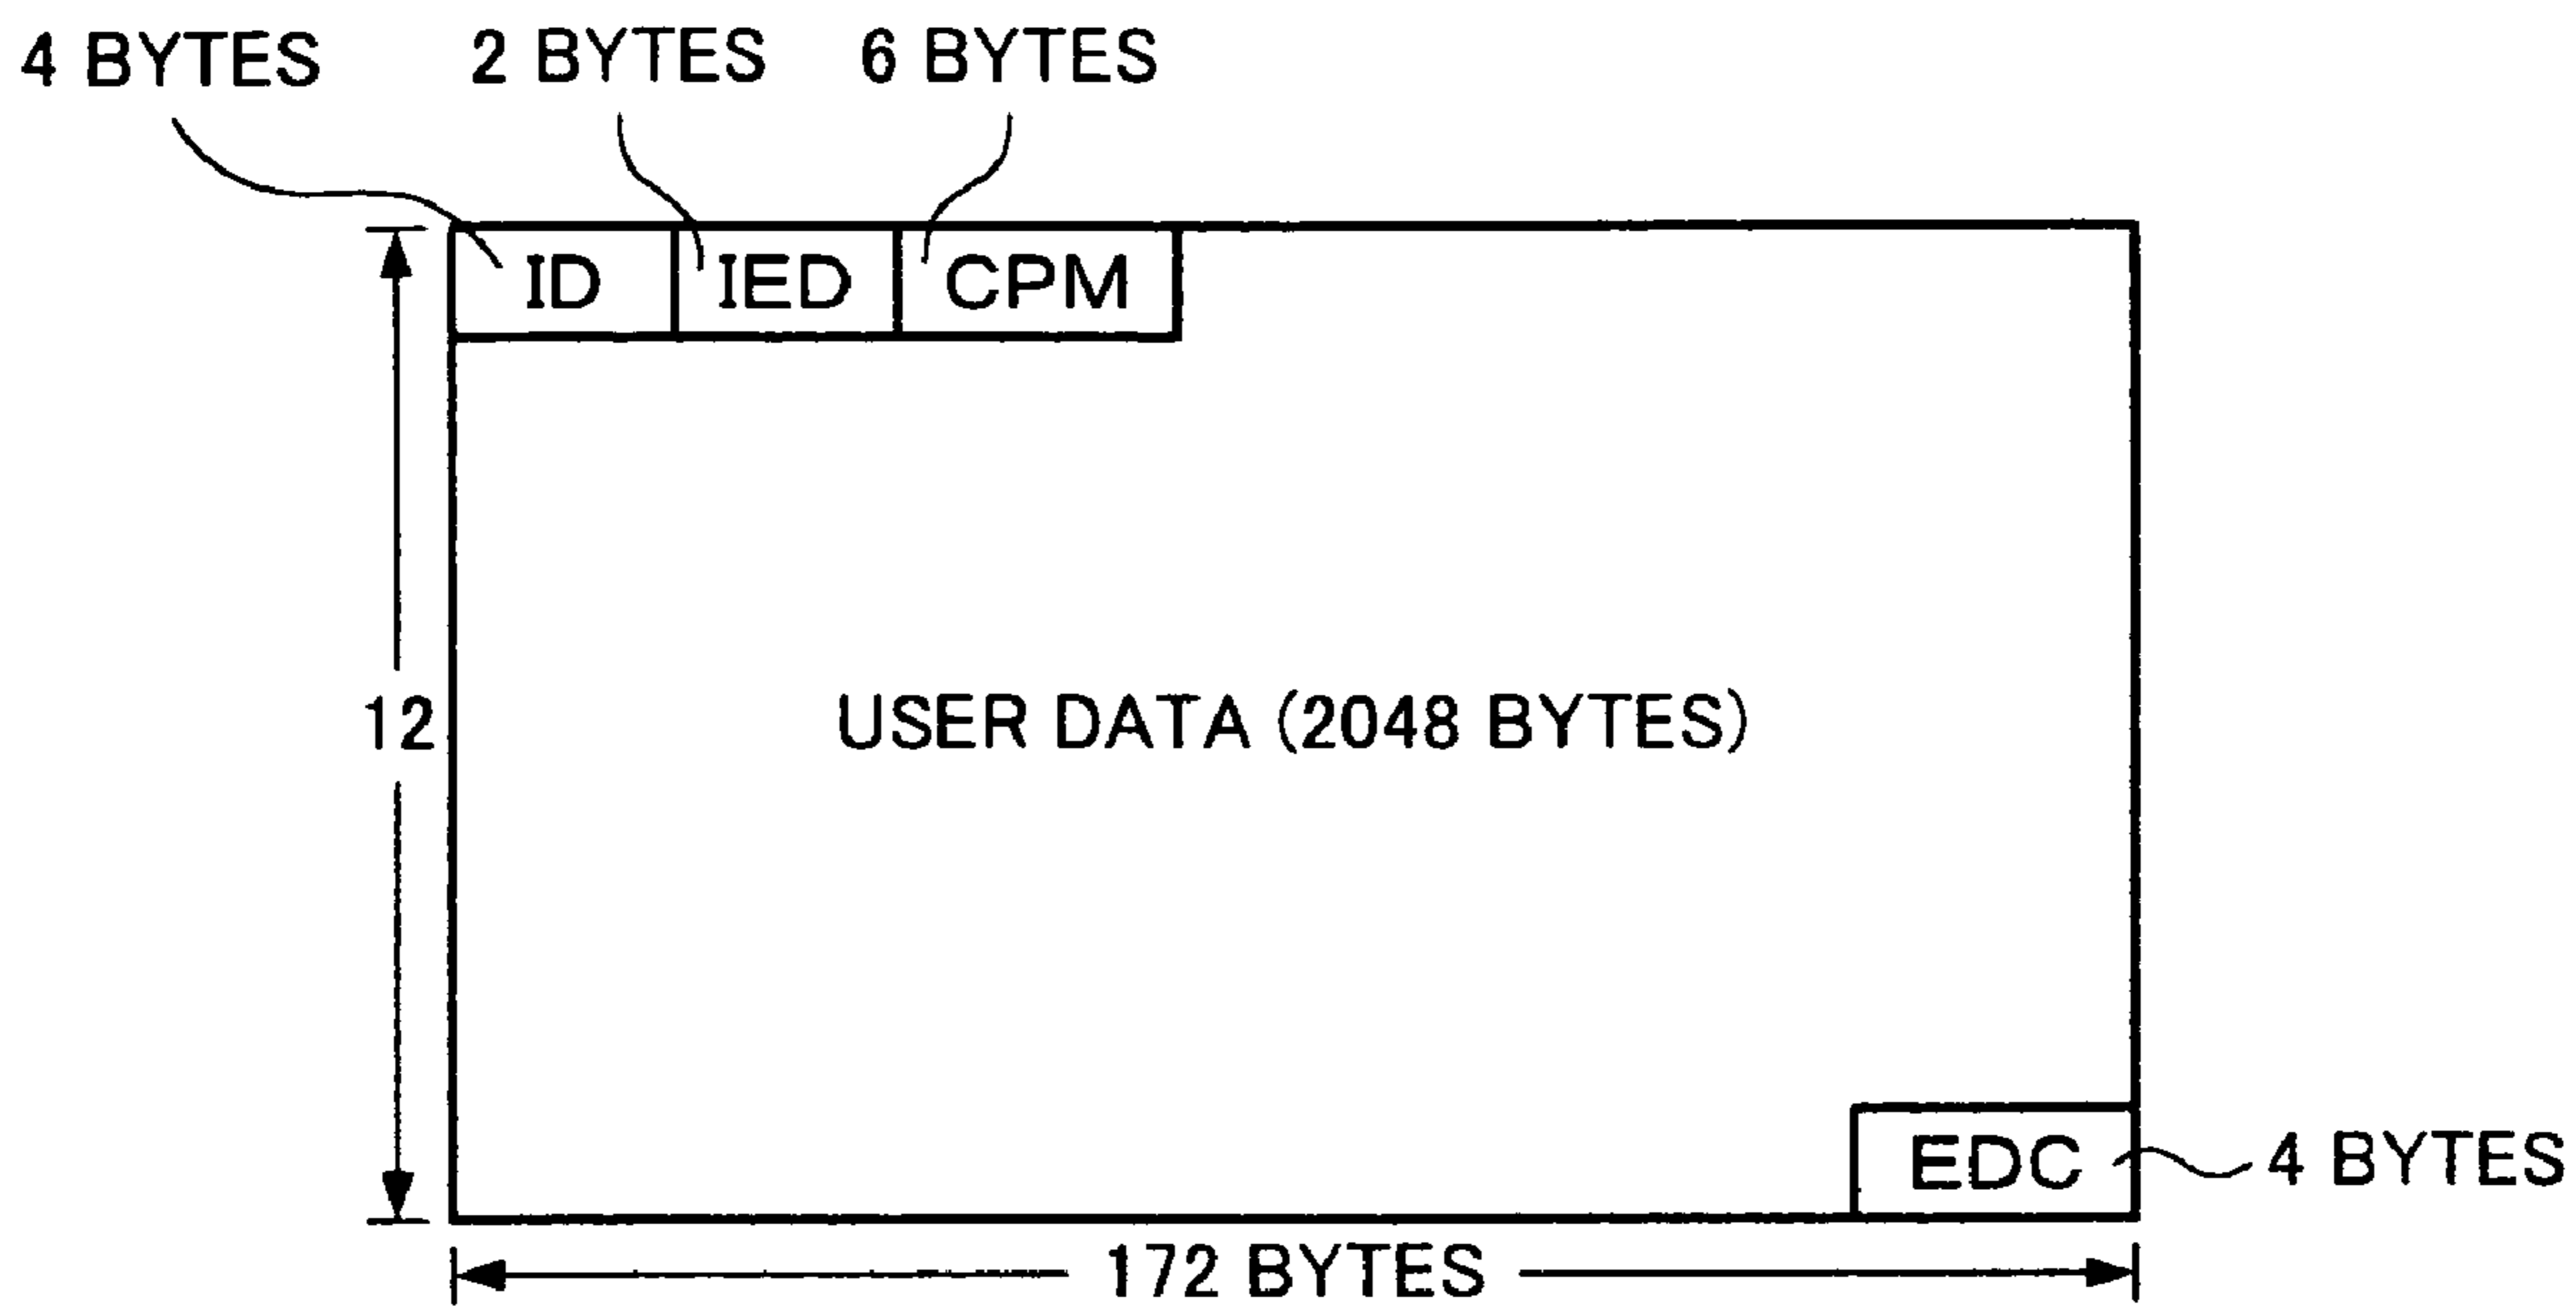 4 BYTES 2 BYTES 6 BYTES
ID IED CPM
12 USER DATA (2048 BYTES)
EDC 4 BYTES
172 BYTES